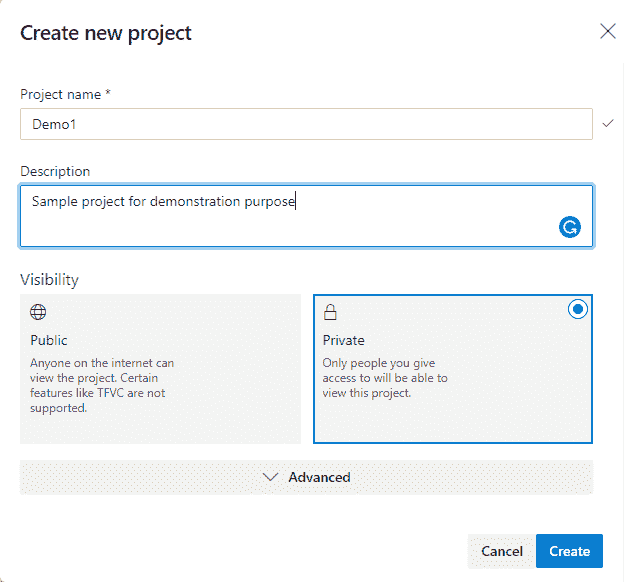 Create new project
Project name *
Demo1
Description
Sample project for demonstration purpose
Visibility
Public
Anyone on the internet can
view the project. Certain
features like TFVC are not
supported.
Private
Only people you give
access to will be able to
view this project.
Advanced
Cancel
Create